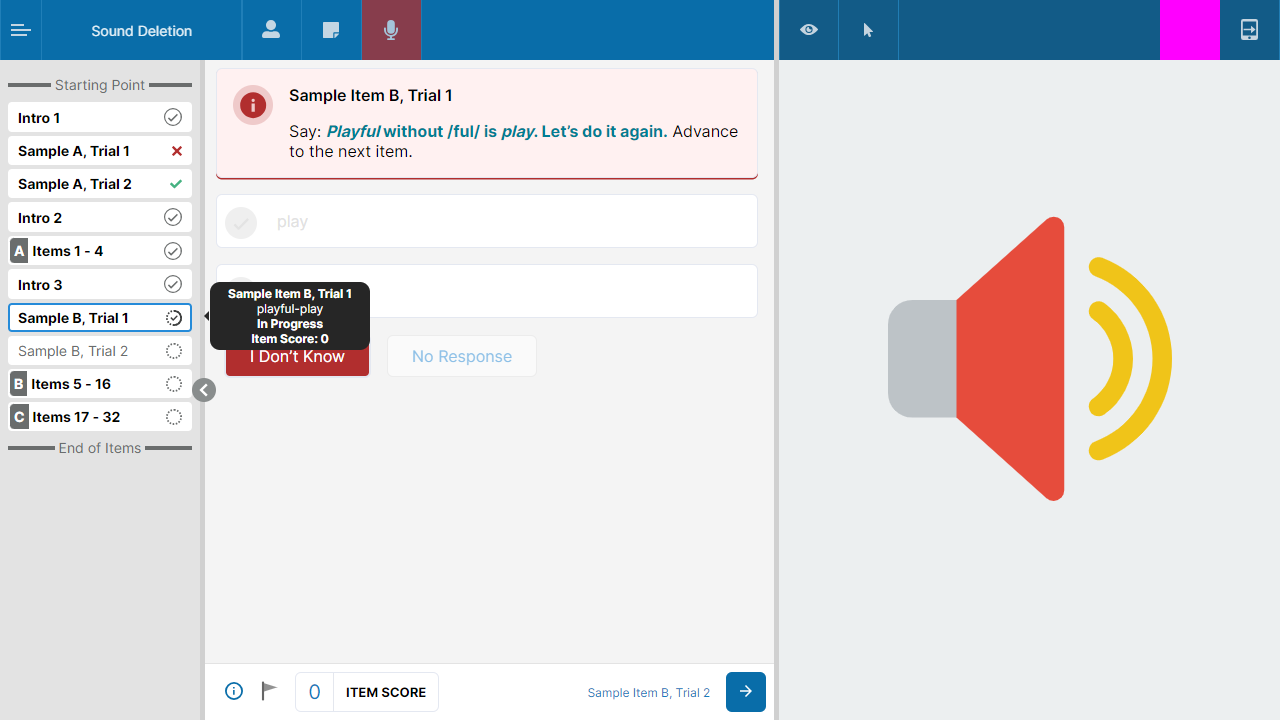 Sound Deletion
Starting Point
Intro 1
Sample A, Trial 1
Sample A, Trial 2
Intro 2
A Items 1 - 4
Intro 3
Sample B, Trial 1
Sample B, Trial 2
B Items 5 - 16
C Items 17 - 32
End of Items
Sample Item B, Trial 1
Say: Playful without /ful/ is play. Let's do it again. Advance
to the next item.
play
Sample Item B, Trial 1
playful-play
In Progress
Item Score: 0
I Don't Know
No Response
0 ITEM SCORE
Sample Item B, Trial 2